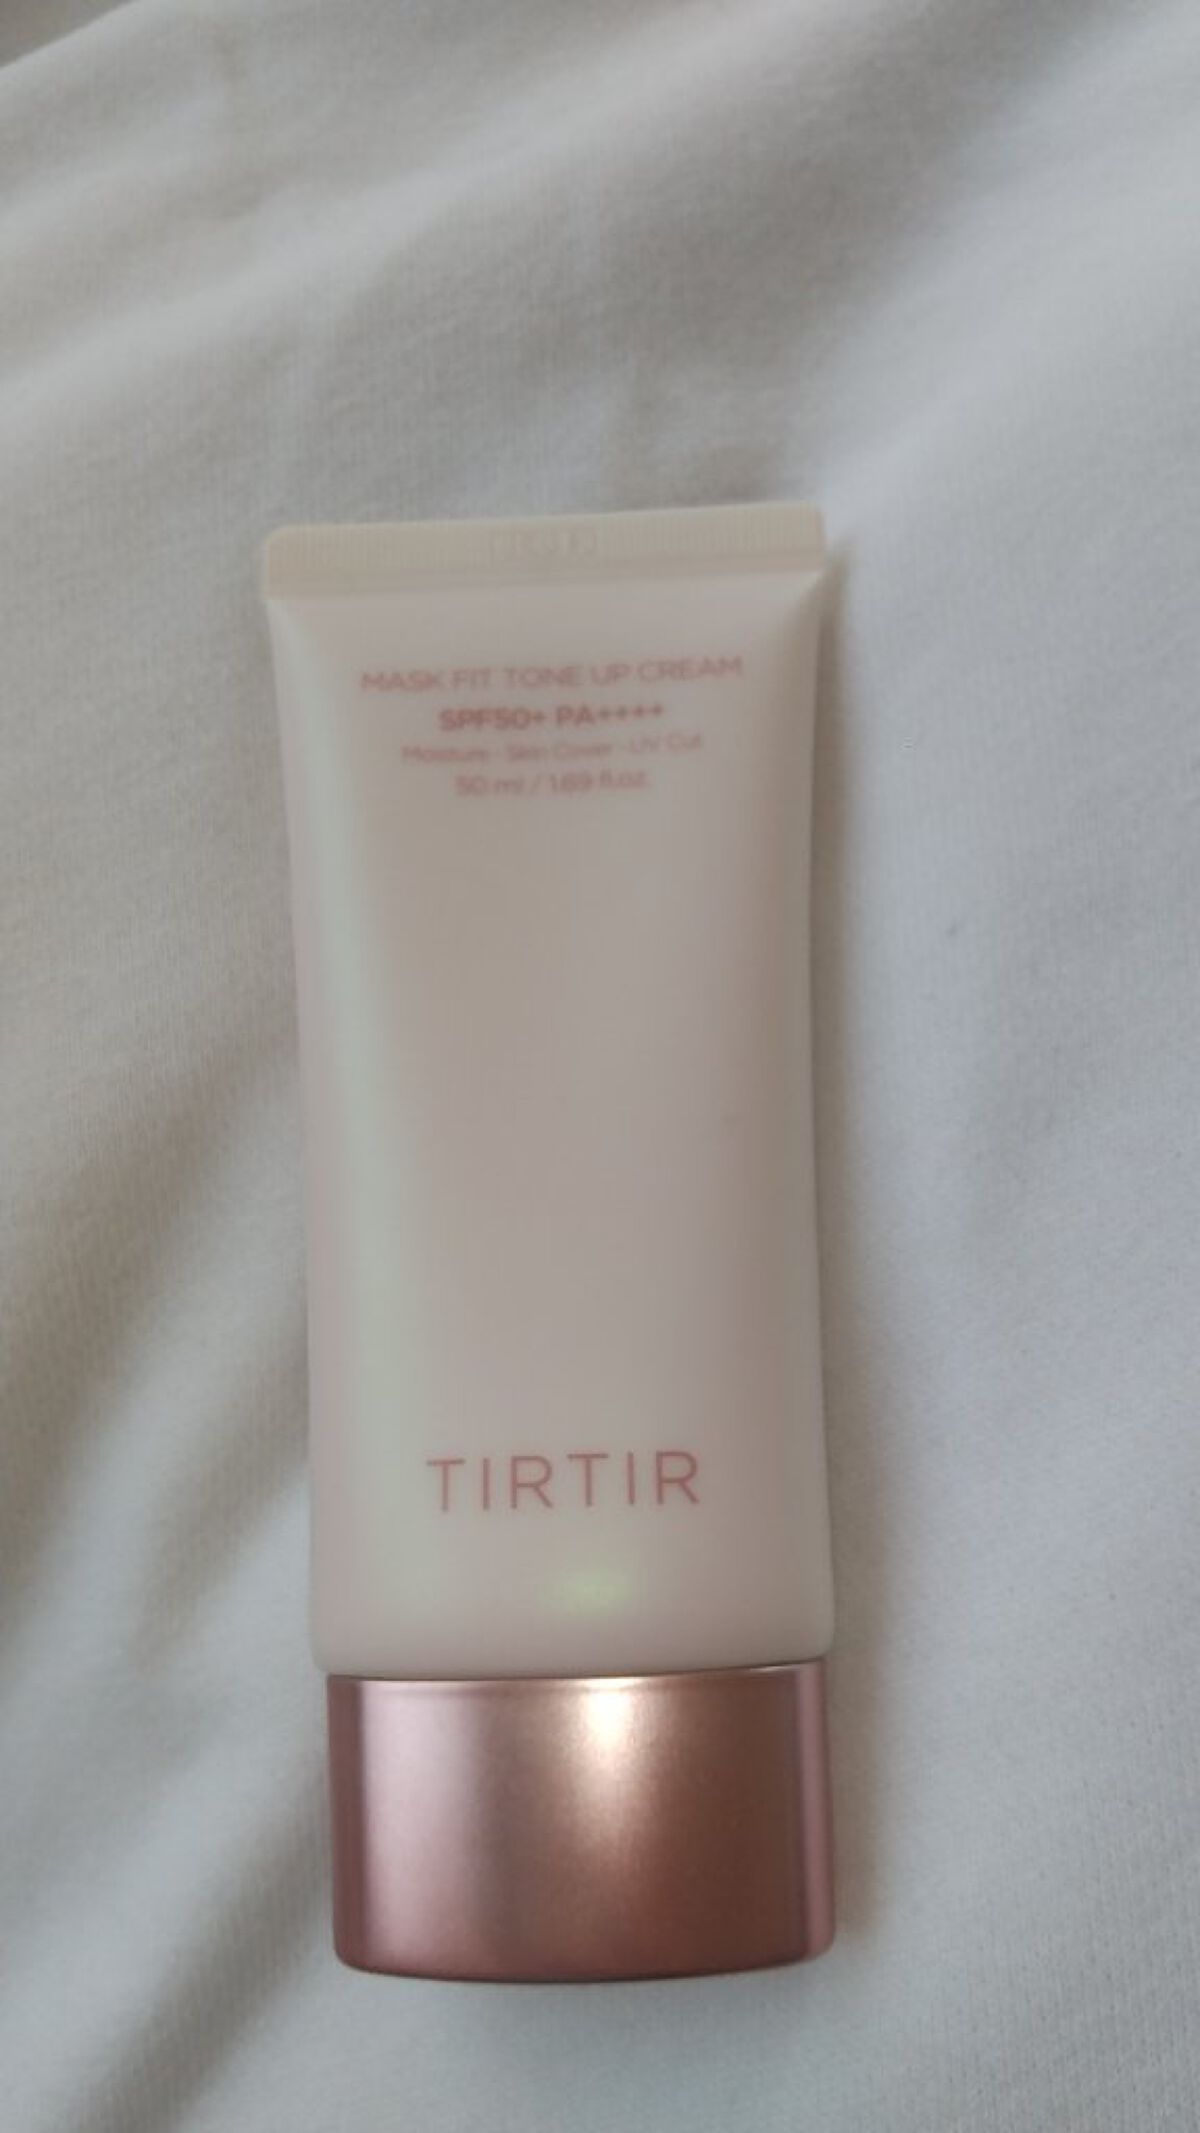 MASK FIT TONE UP CREAM
SPF50+ PA++++
Moisture · Skin Cover · UV Cut
50 ml / 1.69 fl.oz.
TIRTIR